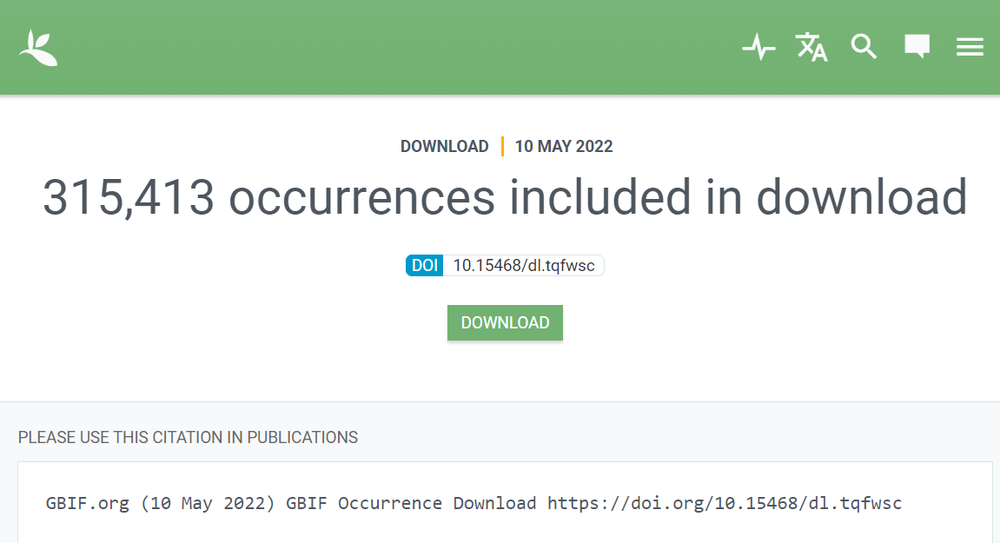 DOWNLOAD | 10 MAY 2022
315,413 occurrences included in download
DOI 10.15468/dl.tqfwsc
DOWNLOAD
PLEASE USE THIS CITATION IN PUBLICATIONS
GBIF.org (10 May 2022) GBIF Occurrence Download https://doi.org/10.15468/dl.tqfwsc